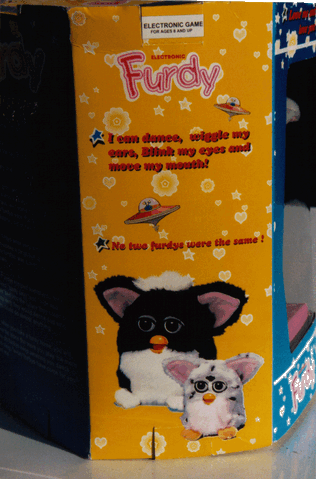 ELECTRONIC GAME
FOR AGES 6 AND UP
ELECTRONIC
Furdy
I can dance, wiggle my
ears, Blink my eyes and
move my mouth!
No two furdys were the same !